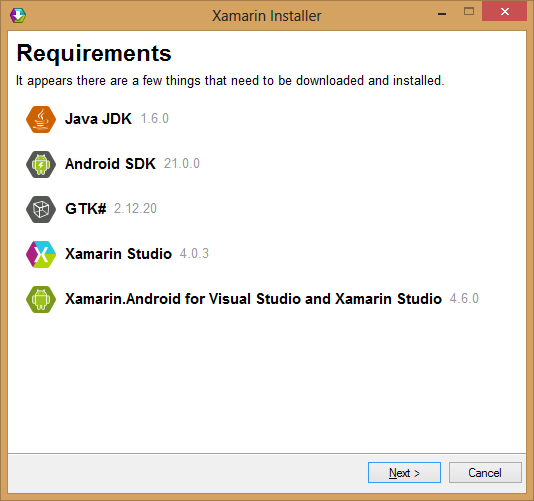 Xamarin Installer
Requirements
It appears there are a few things that need to be downloaded and installed.
Java JDK 1.6.0
Android SDK 21.0.0
GTK# 2.12.20
Xamarin Studio 4.0.3
Xamarin.Android for Visual Studio and Xamarin Studio 4.6.0
Next > Cancel